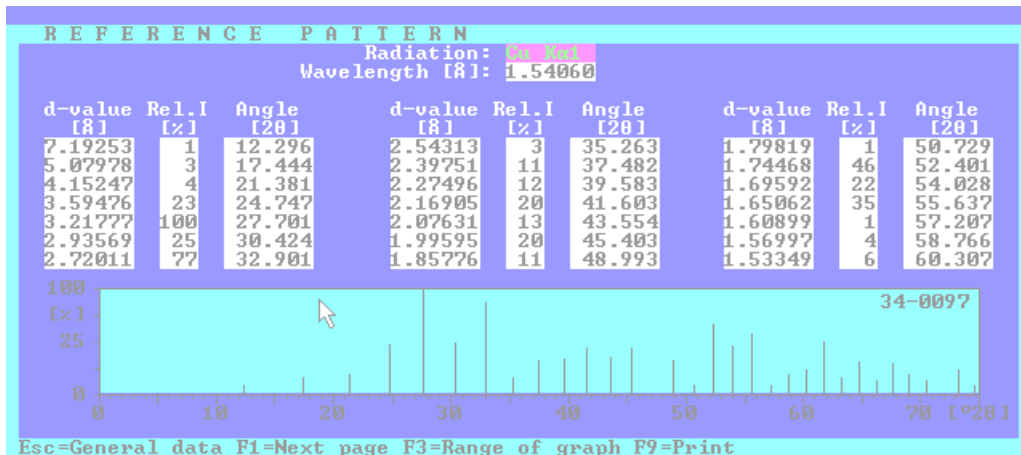 REFERENCE PATTERN
Radiation: Cu Kα1
Wavelength [Å]: 1.54060
d-value Rel.I Angle d-value Rel.I Angle d-value Rel.I Angle
[Å] [%] [2θ] [Å] [%] [2θ] [Å] [%] [2θ]
7.19253 1 12.296 2.54313 3 35.263 1.79819 1 50.729
5.07978 3 17.444 2.39751 11 37.482 1.74468 46 52.401
4.15247 4 21.381 2.27496 12 39.583 1.69592 22 54.028
3.59476 23 24.747 2.16905 20 41.603 1.65062 35 55.637
3.21777 100 27.701 2.07631 13 43.554 1.60899 1 57.207
2.93569 25 30.424 1.99595 20 45.403 1.56997 4 58.766
2.72011 77 32.901 1.85776 11 48.993 1.53349 6 60.307
100
34-0097
[%]
25
0
0 10 20 30 40 50 60 70 [°2θ]
Esc=General data F1=Next page F3=Range of graph F9=Print